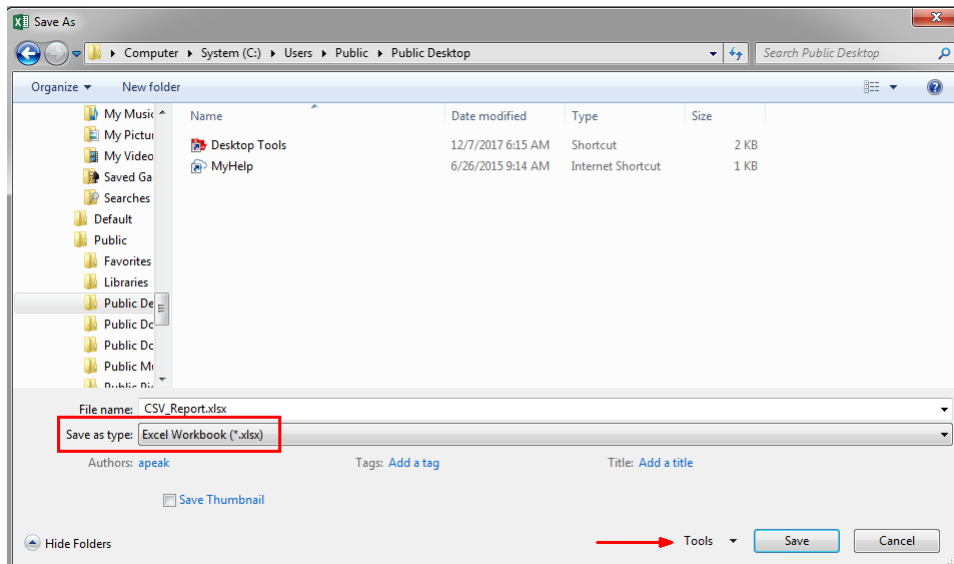 Save As
Computer System (C:) Users Public Public Desktop Search Public Desktop
Organize New folder
Name Date modified Type Size
My Music
My Pictu
My Video
Saved Ga
Searches
Default
Public
Favorites
Libraries
Public De
Public Do
Public Do
Public Mu
Public Pic
Desktop Tools 12/7/2017 6:15 AM Shortcut 2 KB
MyHelp 6/26/2015 9:14 AM Internet Shortcut 1 KB
File name: CSV_Report.xlsx
Save as type: Excel Workbook (*.xlsx)
Authors: apeak Tags: Add a tag Title: Add a title
Save Thumbnail
Hide Folders Tools Save Cancel